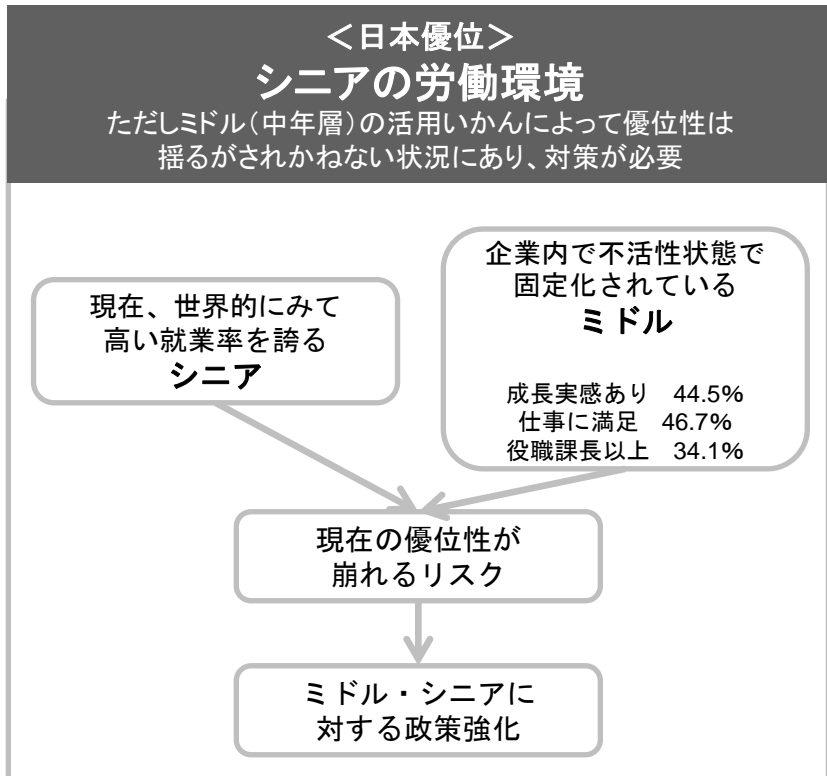 ＜日本優位＞
シニアの労働環境
ただしミドル（中年層）の活用いかんによって優位性は
揺るがされかねない状況にあり、対策が必要
現在、世界的にみて
高い就業率を誇る
シニア
企業内で不活性状態で
固定化されている
ミドル
成長実感あり　44.5%
仕事に満足　46.7%
役職課長以上　34.1%
現在の優位性が
崩れるリスク
ミドル・シニアに
対する政策強化